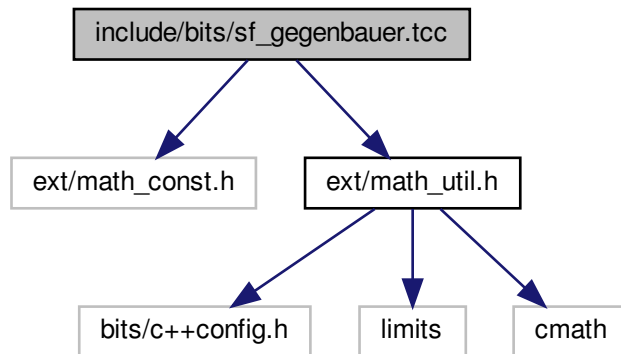 include/bits/sf_gegenbauer.tcc
ext/math_const.h
ext/math_util.h
bits/c++config.h
limits
cmath